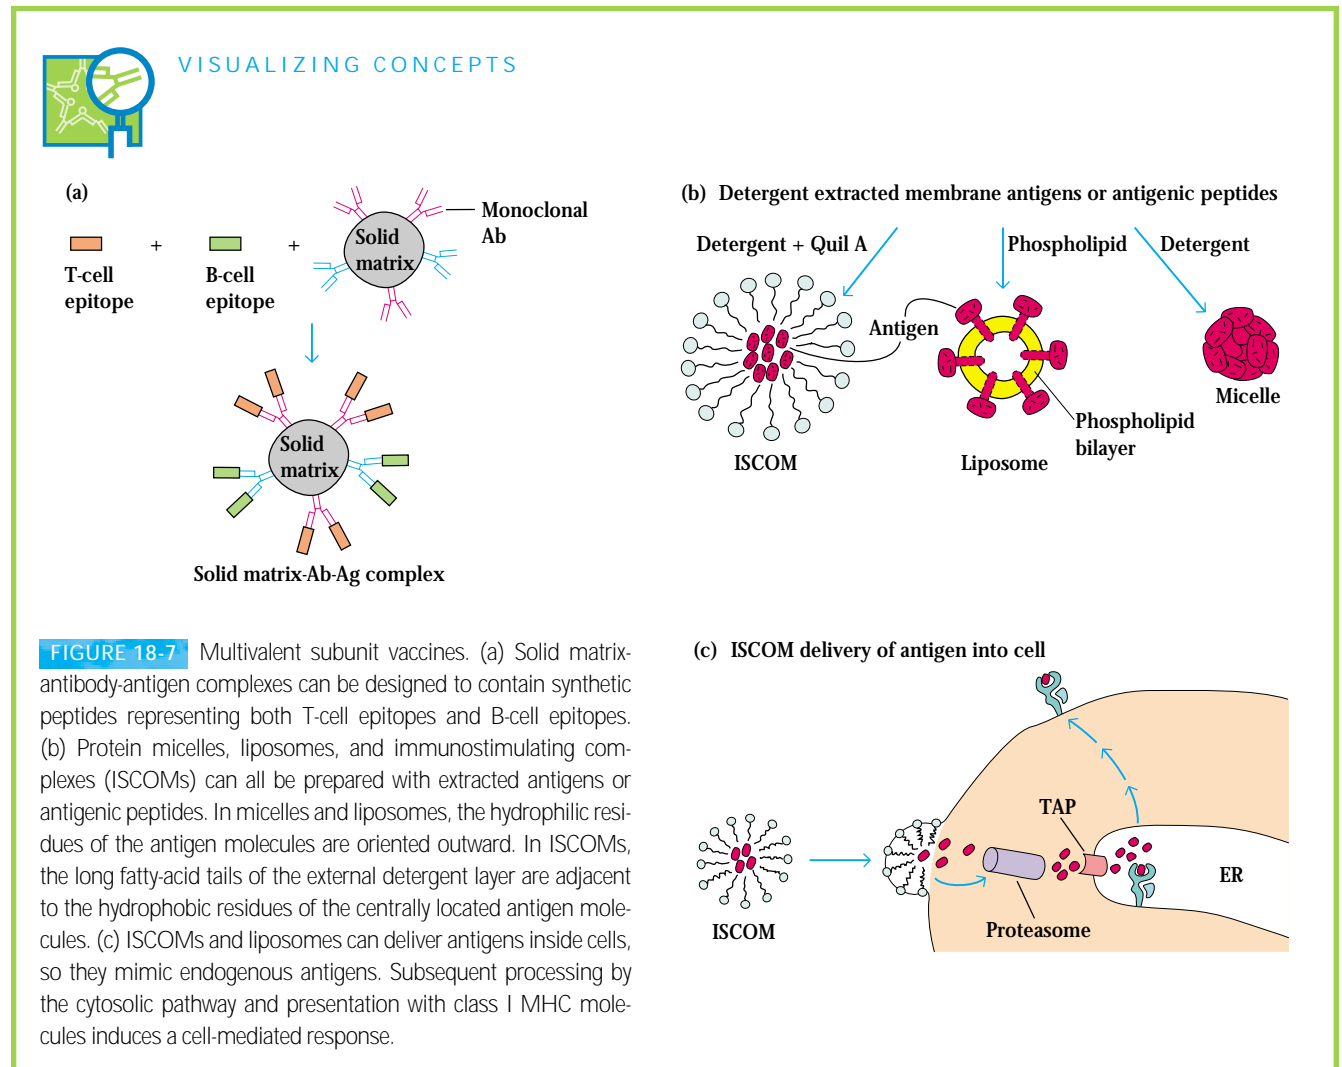 VISUALIZING CONCEPTS
(a)
T-cell
epitope
+
B-cell
epitope
+
Solid
matrix
Monoclonal
Ab
Solid
matrix
Solid matrix-Ab-Ag complex
(b) Detergent extracted membrane antigens or antigenic peptides
Detergent + Quil A
Phospholipid
Detergent
Antigen
ISCOM
Liposome
Phospholipid
bilayer
Micelle
FIGURE 18-7 Multivalent subunit vaccines. (a) Solid matrix-
antibody-antigen complexes can be designed to contain synthetic
peptides representing both T-cell epitopes and B-cell epitopes.
(b) Protein micelles, liposomes, and immunostimulating com-
plexes (ISCOMs) can all be prepared with extracted antigens or
antigenic peptides. In micelles and liposomes, the hydrophilic resi-
dues of the antigen molecules are oriented outward. In ISCOMs,
the long fatty-acid tails of the external detergent layer are adjacent
to the hydrophobic residues of the centrally located antigen mole-
cules. (c) ISCOMs and liposomes can deliver antigens inside cells,
so they mimic endogenous antigens. Subsequent processing by
the cytosolic pathway and presentation with class I MHC mole-
cules induces a cell-mediated response.
(c) ISCOM delivery of antigen into cell
ISCOM
TAP
Proteasome
ER